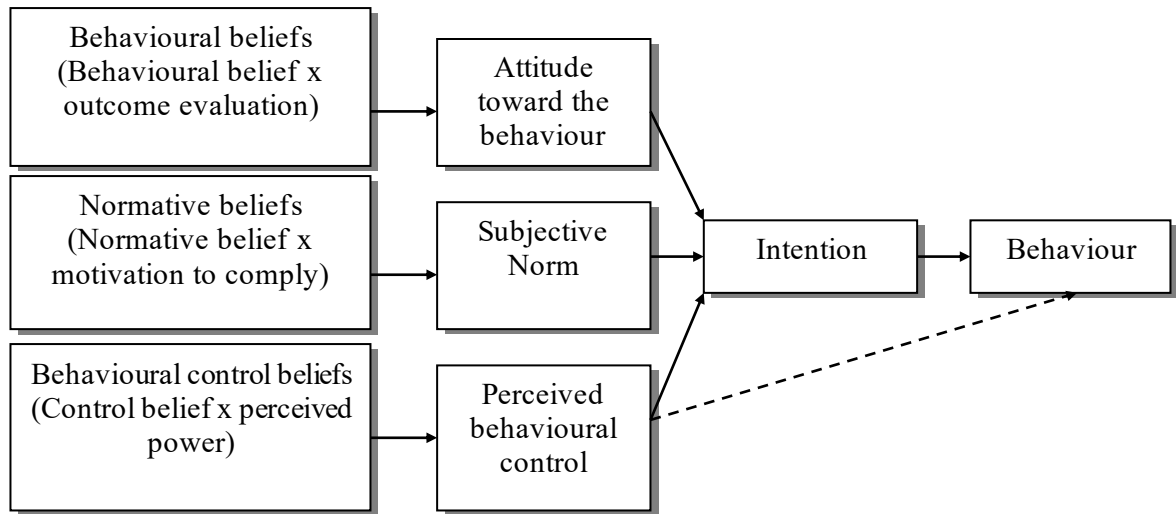 Behavioural beliefs
(Behavioural belief x
outcome evaluation)
Attitude
toward the
behaviour
Normative beliefs
(Normative belief x
motivation to comply)
Subjective
Norm
Intention
Behaviour
Behavioural control beliefs
(Control belief x perceived
power)
Perceived
behavioural
control